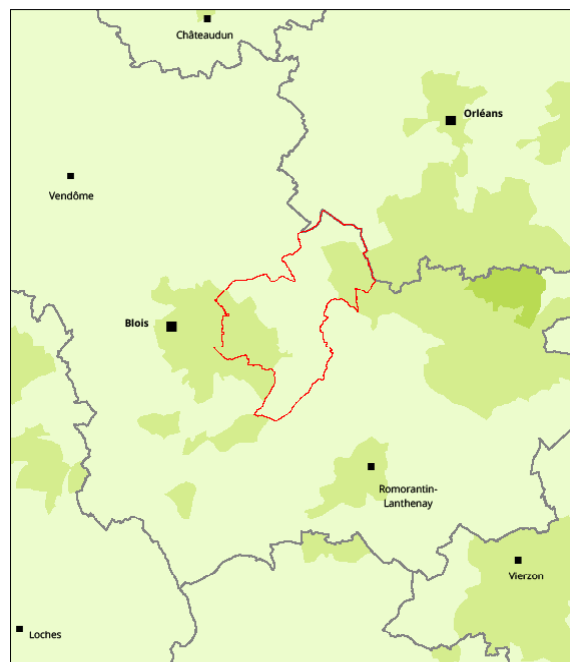 Châteaudun
Orléans
Vendôme
Blois
Romorantin-
Lanthenay
Vierzon
Loches